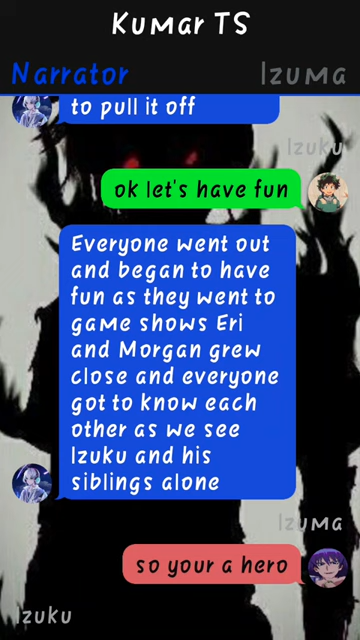 Kumar TS
Narrator Izuma
to pull it off
Izuku
ok let's have fun
Everyone went out
and began to have
fun as they went to
game shows Eri
and Morgan grew
close and everyone
got to know each
other as we see
Izuku and his
siblings alone
Izuma
so your a hero
Izuku